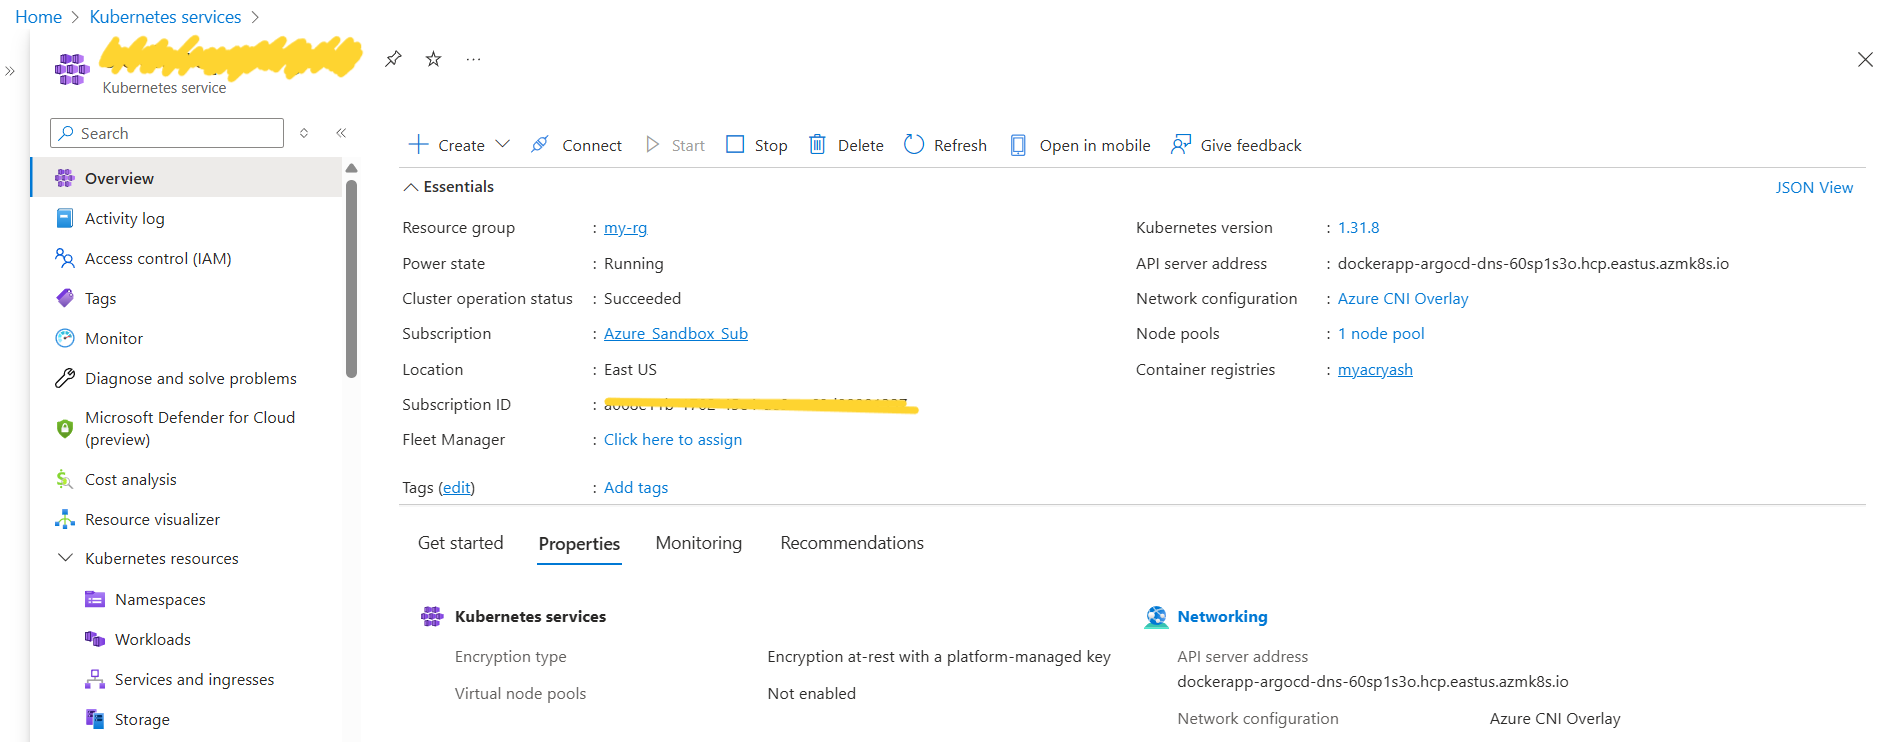 Home > Kubernetes services >
Kubernetes service
Search
Overview
Activity log
Access control (IAM)
Tags
Monitor
Diagnose and solve problems
Microsoft Defender for Cloud
(preview)
Cost analysis
Resource visualizer
Kubernetes resources
Namespaces
Workloads
Services and ingresses
Storage
Create Connect Start Stop Delete Refresh Open in mobile Give feedback
Essentials JSON View
Resource group : my-rg
Power state : Running
Cluster operation status : Succeeded
Subscription : Azure_Sandbox_Sub
Location : East US
Subscription ID :
Fleet Manager : Click here to assign
Tags (edit) : Add tags
Kubernetes version : 1.31.8
API server address : dockerapp-argocd-dns-60sp1s3o.hcp.eastus.azmk8s.io
Network configuration : Azure CNI Overlay
Node pools : 1 node pool
Container registries : myacryash
Get started Properties Monitoring Recommendations
Kubernetes services
Encryption type Encryption at-rest with a platform-managed key
Virtual node pools Not enabled
Networking
API server address
dockerapp-argocd-dns-60sp1s3o.hcp.eastus.azmk8s.io
Network configuration Azure CNI Overlay